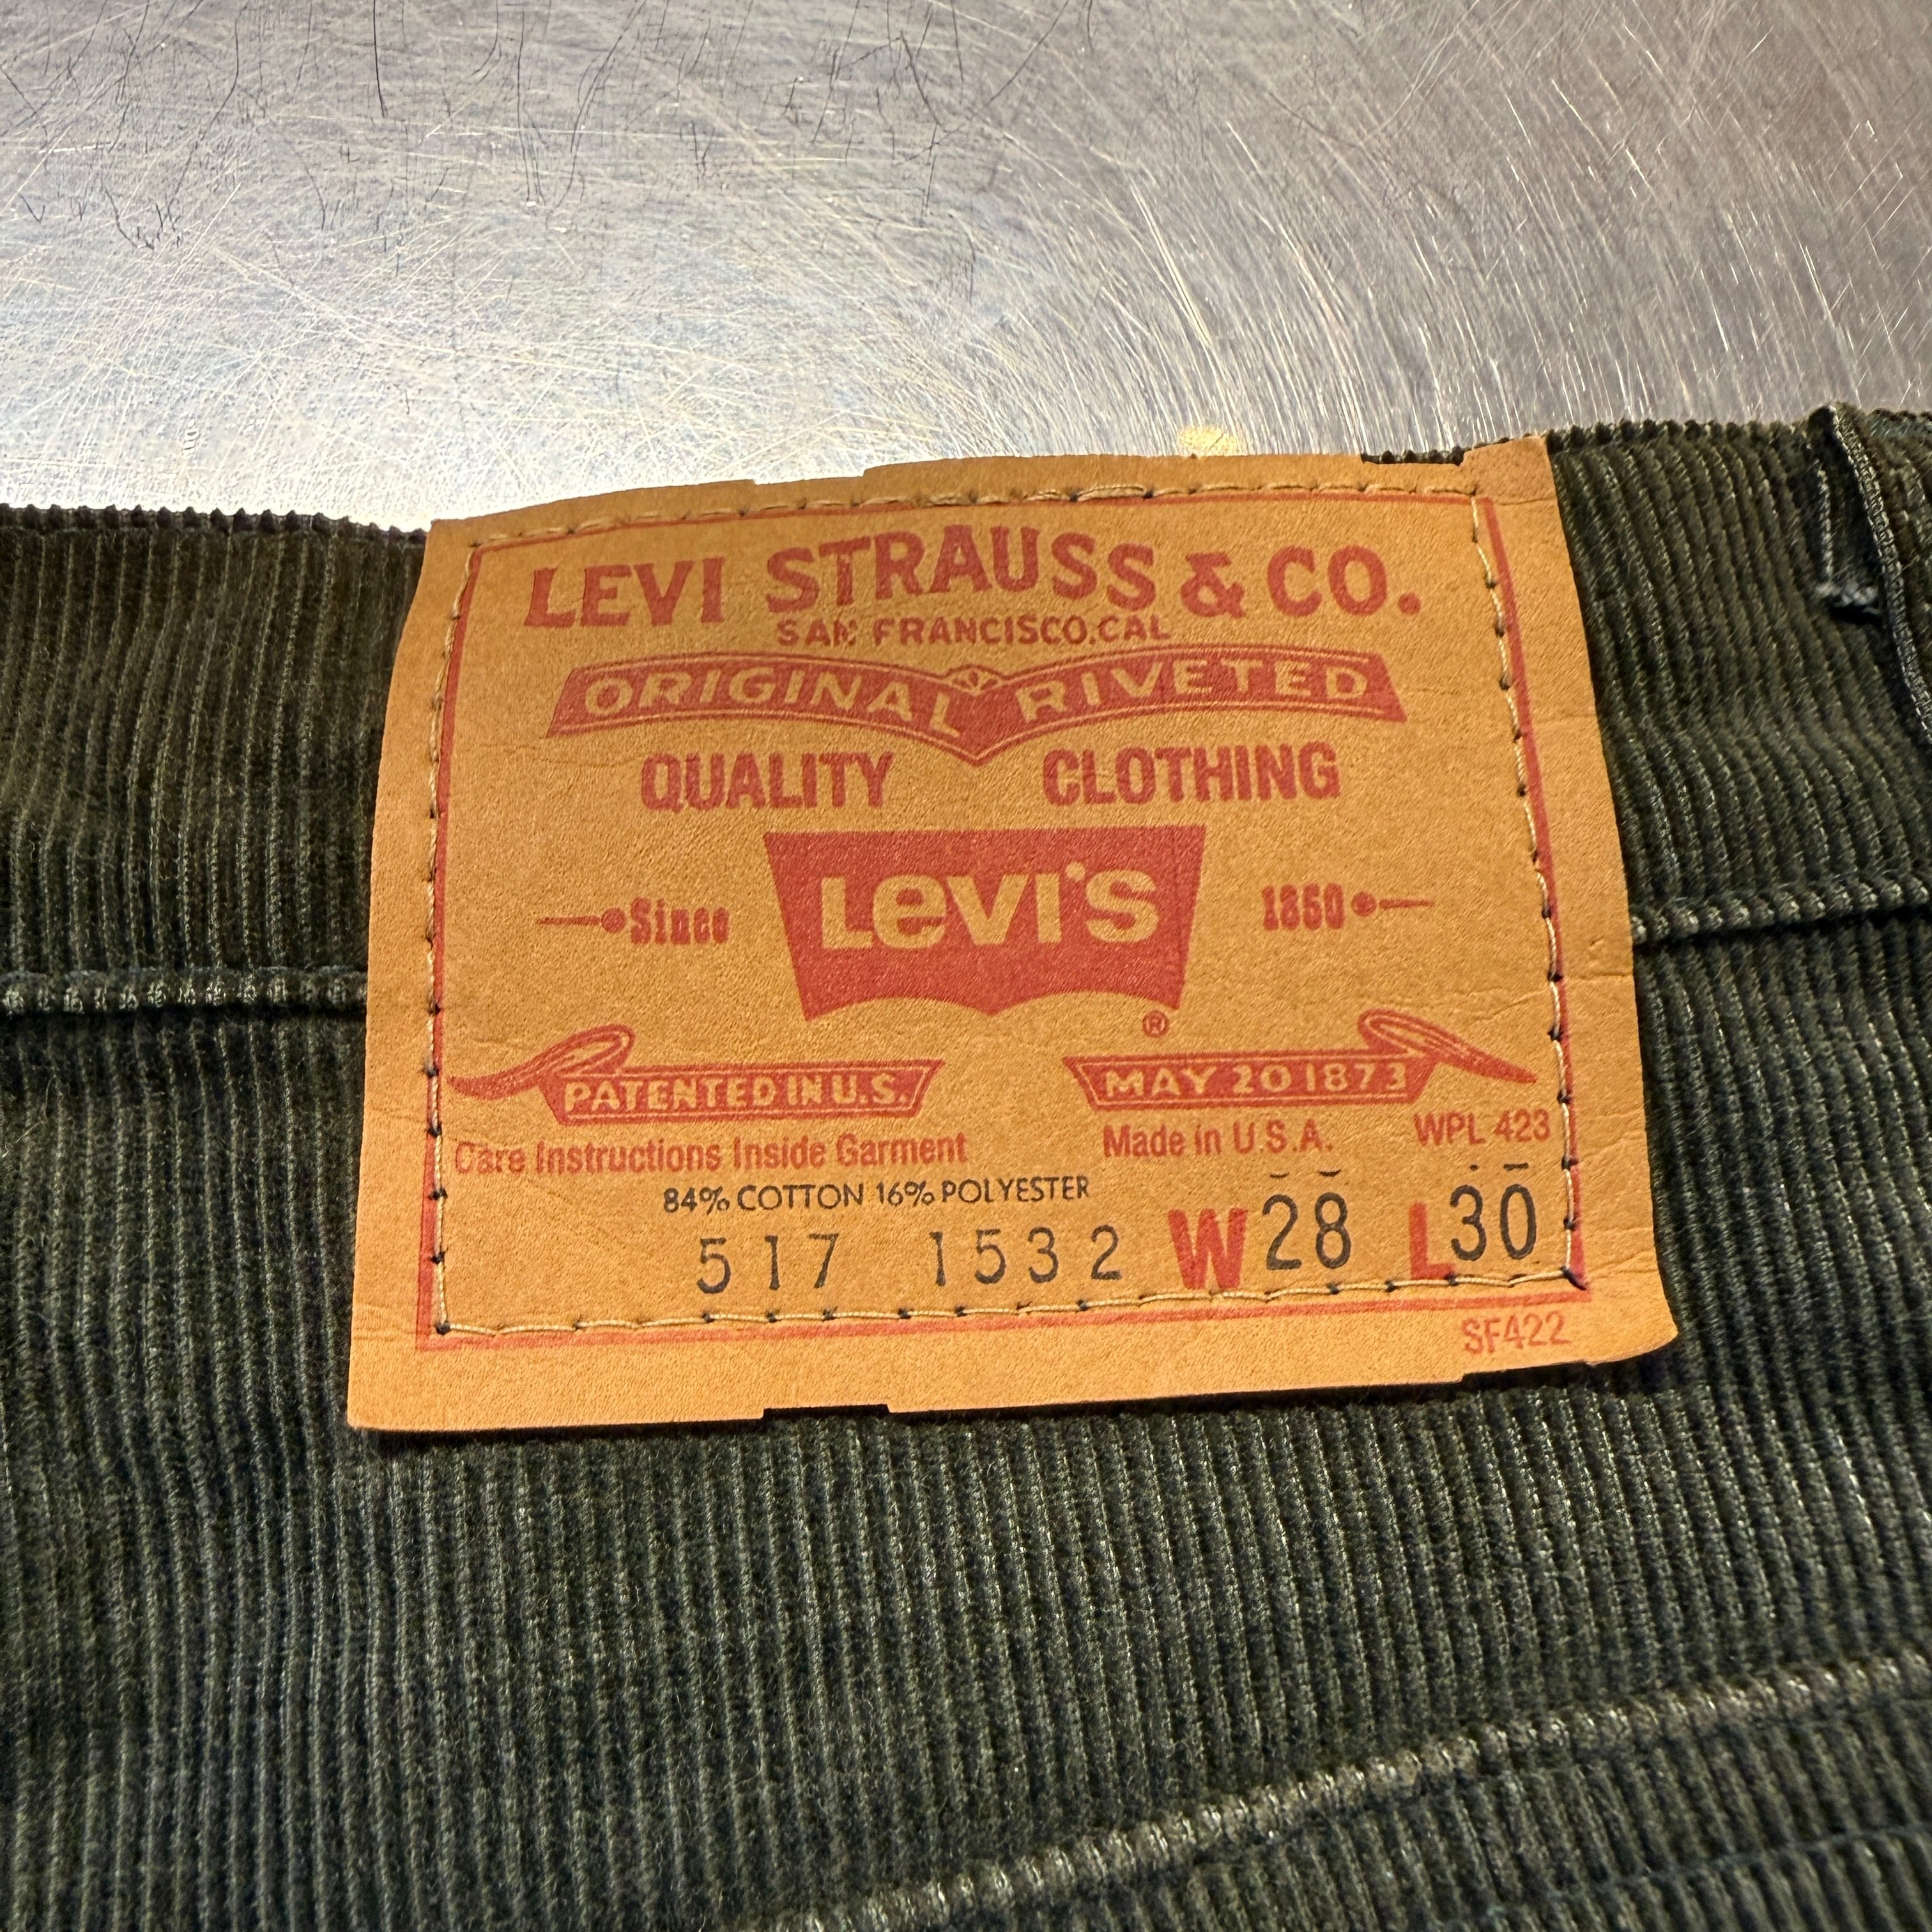 LEVI STRAUSS & CO.
SAN FRANCISCO.CAL
ORIGINAL RIVETED
QUALITY CLOTHING
Since LEVI'S 1850
®
PATENTED IN U.S. MAY 20 1873
Care Instructions Inside Garment Made in U.S.A. WPL 423
84% COTTON 16% POLYESTER
517 1532 W 28 L 30
SF422